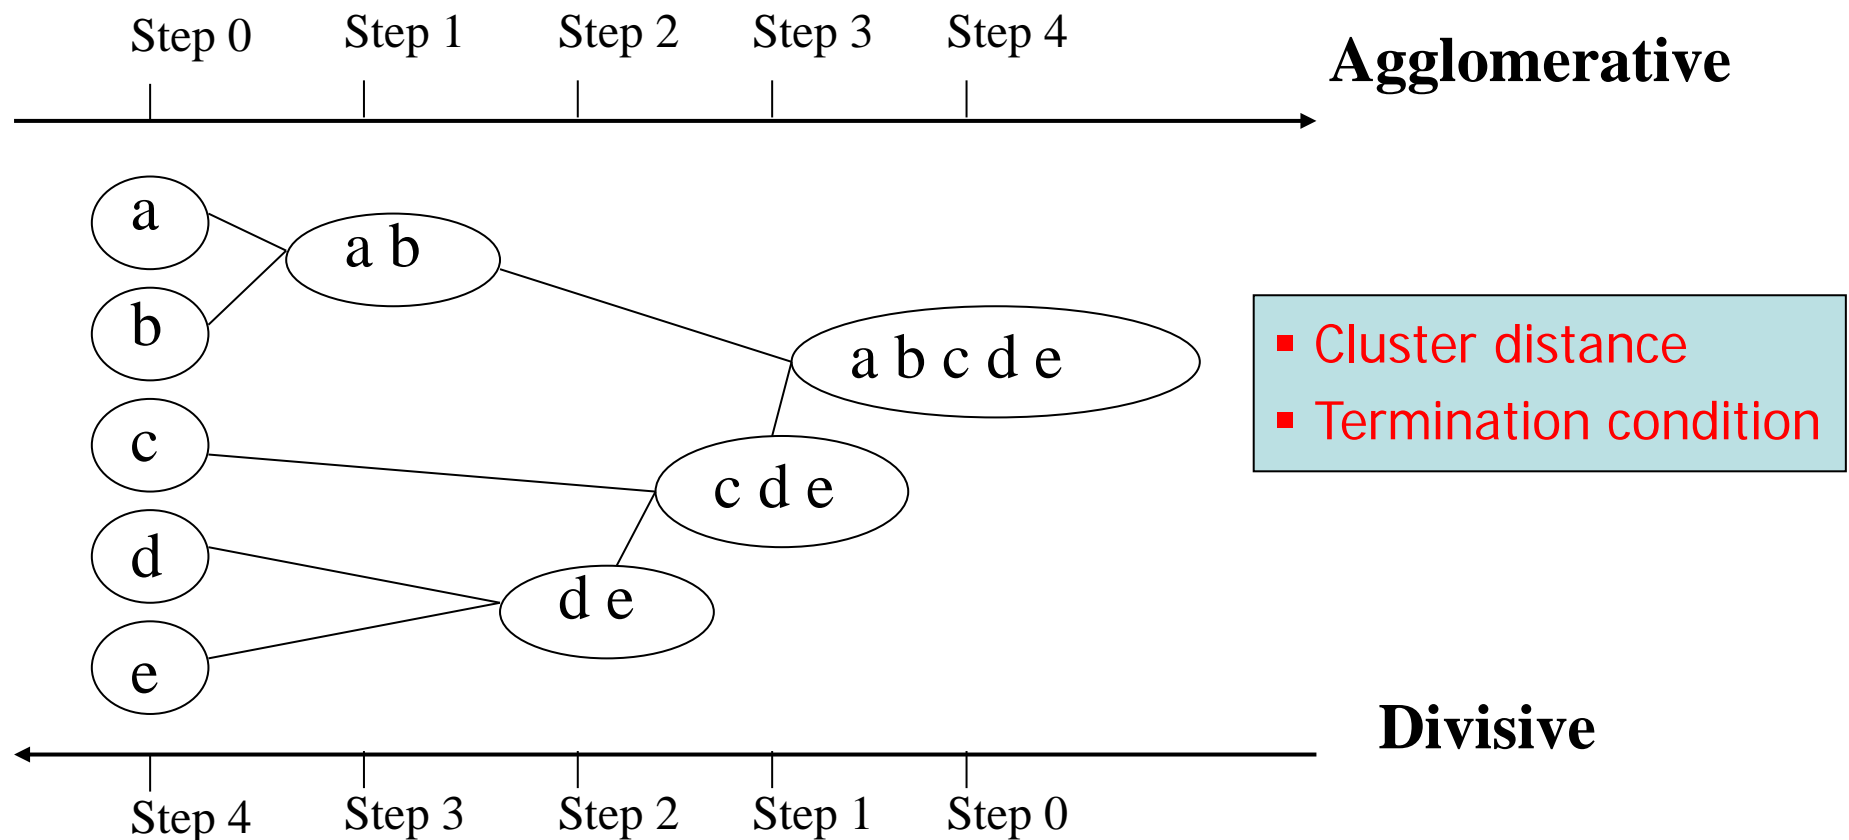 Step 0 Step 1 Step 2 Step 3 Step 4
Agglomerative
a
a b
b
a b c d e
▪ Cluster distance
▪ Termination condition
c
c d e
d
d e
e
Divisive
Step 4 Step 3 Step 2 Step 1 Step 0